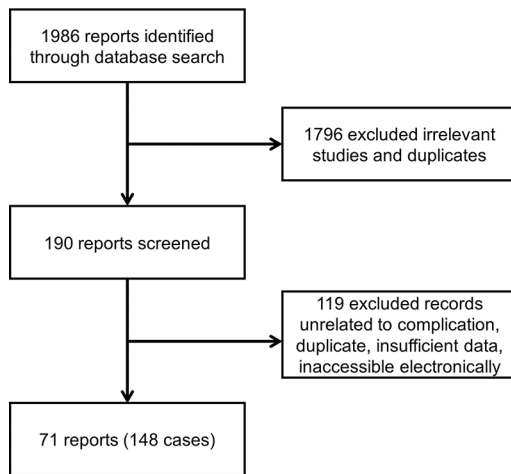 1986 reports identified
through database search
1796 excluded irrelevant
studies and duplicates
190 reports screened
119 excluded records
unrelated to complication,
duplicate, insufficient data,
inaccessible electronically
71 reports (148 cases)